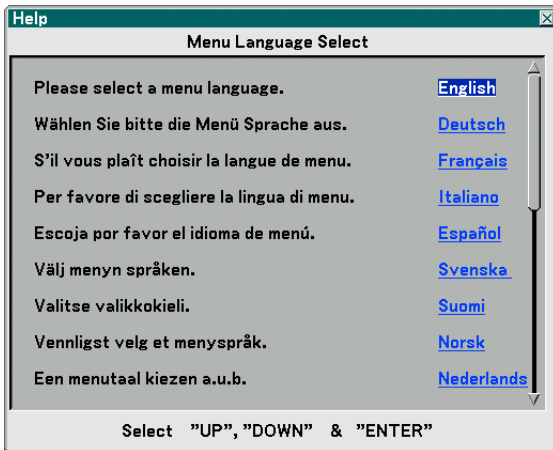 Help
Menu Language Select
Please select a menu language. English
Wählen Sie bitte die Menü Sprache aus. Deutsch
S'il vous plaît choisir la langue de menu. Français
Per favore di scegliere la lingua di menu. Italiano
Escoja por favor el idioma de menú. Español
Välj menyn språken. Svenska
Valitse valikkokieli. Suomi
Vennligst velg et menyspråk. Norsk
Een menutaal kiezen a.u.b. Nederlands
Select "UP", "DOWN" & "ENTER"